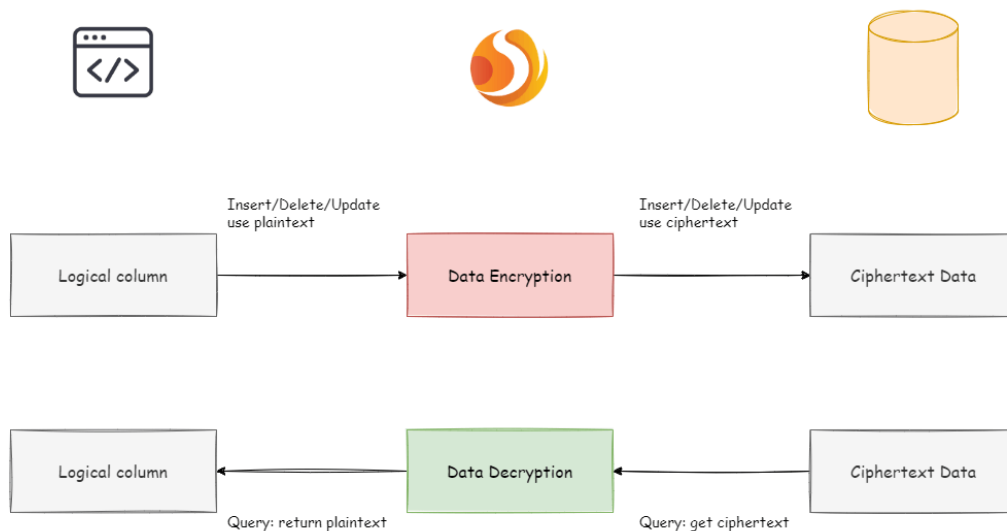 </>
Insert/Delete/Update
use plaintext
Insert/Delete/Update
use ciphertext
Logical column
Data Encryption
Ciphertext Data
Logical column
Data Decryption
Ciphertext Data
Query: return plaintext
Query: get ciphertext